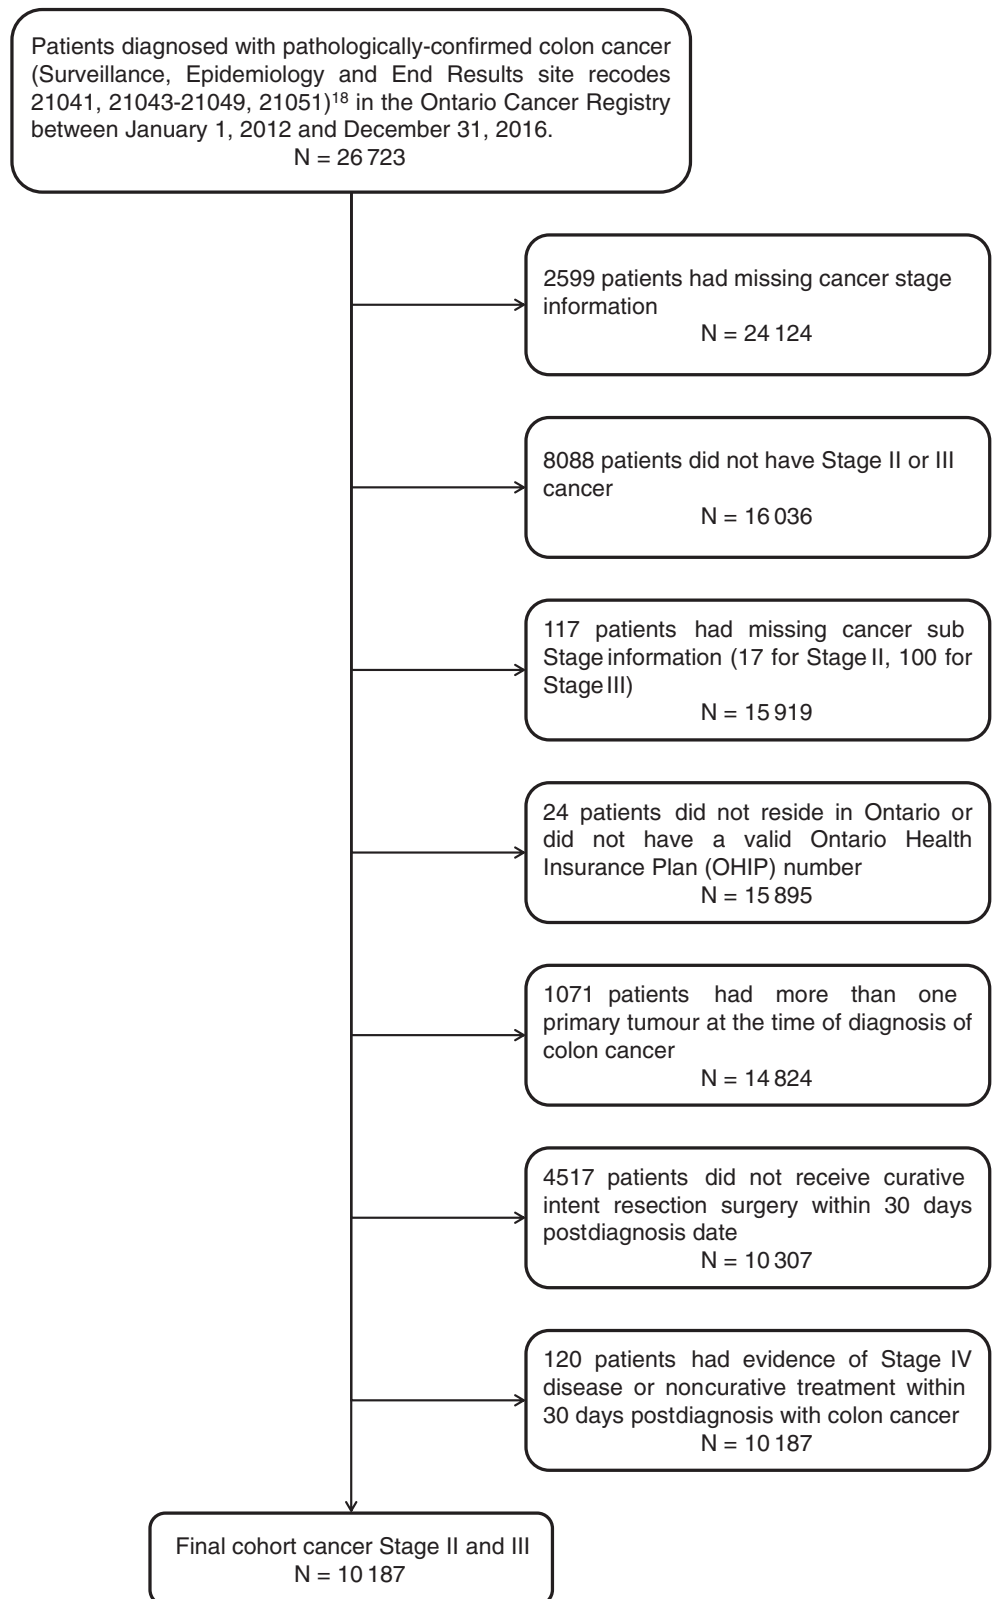 Patients diagnosed with pathologically-confirmed colon cancer
(Surveillance, Epidemiology and End Results site recodes
21041, 21043-21049, 21051)18 in the Ontario Cancer Registry
between January 1, 2012 and December 31, 2016.
N = 26 723
2599 patients had missing cancer stage
information
N = 24 124
8088 patients did not have Stage II or III
cancer
N = 16 036
117 patients had missing cancer sub
Stage information (17 for Stage II, 100 for
Stage III)
N = 15 919
24 patients did not reside in Ontario or
did not have a valid Ontario Health
Insurance Plan (OHIP) number
N = 15 895
1071 patients had more than one
primary tumour at the time of diagnosis of
colon cancer
N = 14 824
4517 patients did not receive curative
intent resection surgery within 30 days
postdiagnosis date
N = 10 307
120 patients had evidence of Stage IV
disease or noncurative treatment within
30 days postdiagnosis with colon cancer
N = 10 187
Final cohort cancer Stage II and III
N = 10 187